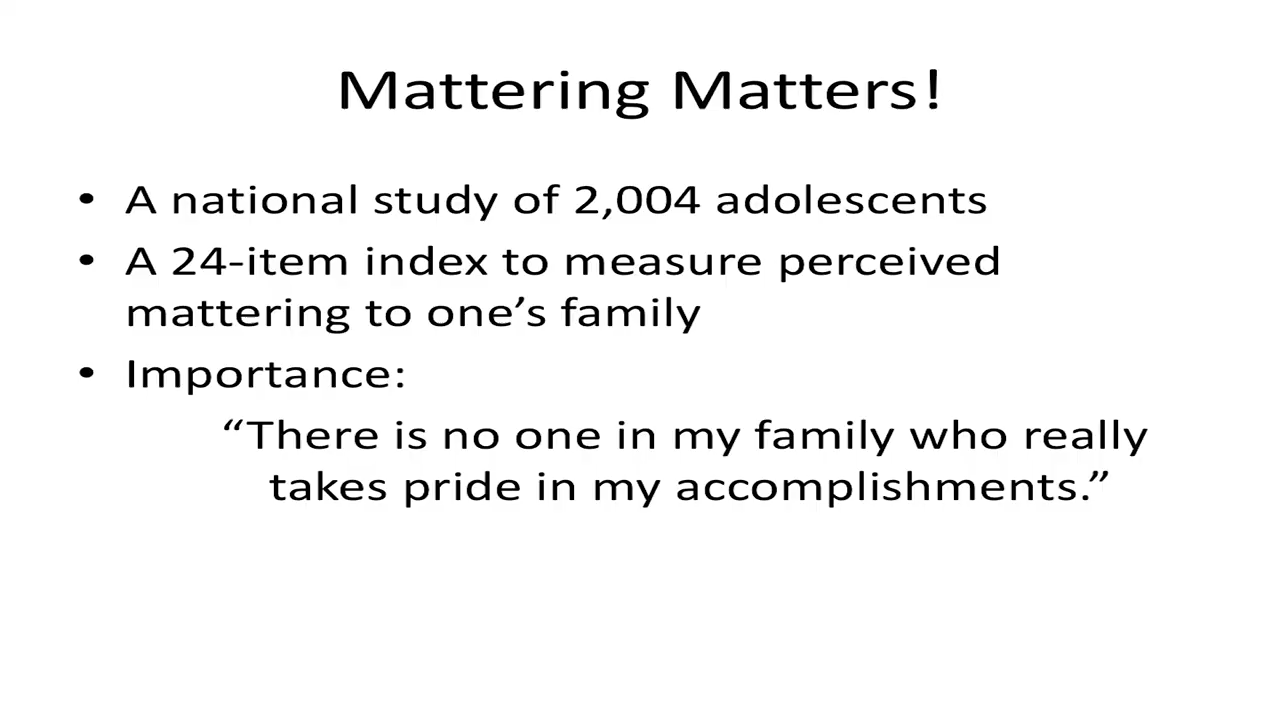 Mattering Matters!
• A national study of 2,004 adolescents
• A 24-item index to measure perceived
mattering to one’s family
• Importance:
“There is no one in my family who really
takes pride in my accomplishments.”